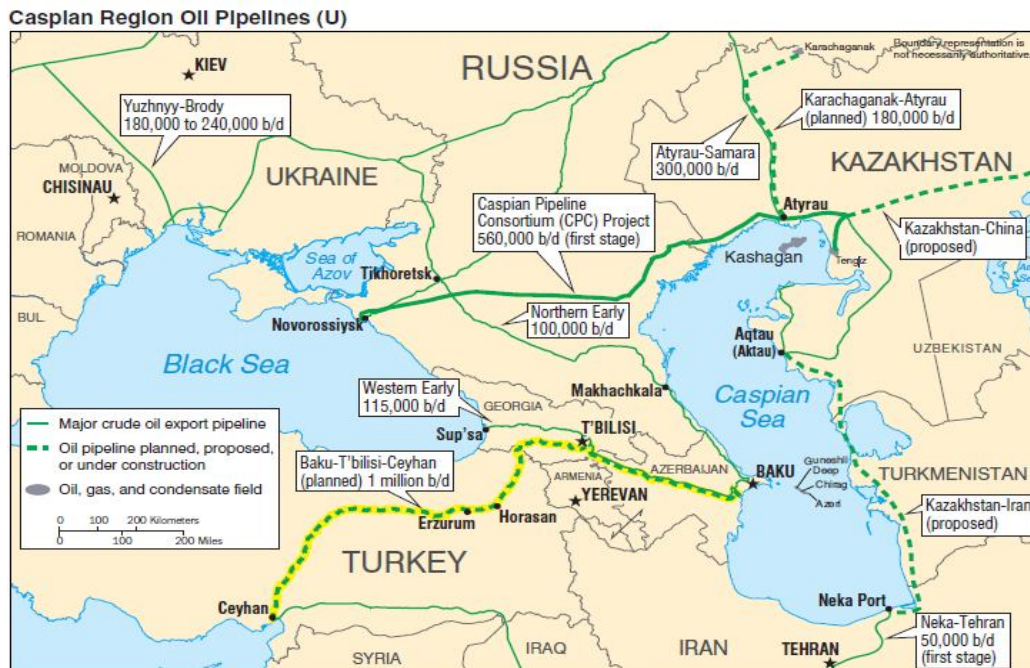 Caspian Region Oil Pipelines (U)
Karachaganak
Boundary representation is
not necessarily authoritative.
KIEV
RUSSIA
Yuzhnyy-Brody
180,000 to 240,000 b/d
Karachaganak-Atyrau
(planned) 180,000 b/d
MOLDOVA
CHISINAU
UKRAINE
Atyrau-Samara
300,000 b/d
KAZAKHSTAN
Caspian Pipeline
Consortium (CPC) Project
560,000 b/d (first stage)
Atyrau
Kazakhstan-China
(proposed)
ROMANIA
Sea of
Azov
Tikhoretsk
Kashagan
Tengiz
BUL.
Novorossiysk
Northern Early
100,000 b/d
Aqtau
(Aktau)
UZBEKISTAN
Black Sea
Western Early
115,000 b/d
GEORGIA
Makhachkala
Caspian
Sea
Major crude oil export pipeline
Oil pipeline planned, proposed,
or under construction
Oil, gas, and condensate field
0 100 200 Kilometers
0 100 200 Miles
Sup'sa
T'BILISI
Baku-T'bilisi-Ceyhan
(planned) 1 million b/d
ARMENIA
YEREVAN
AZERBAIJAN
BAKU
Guneshli
Deep
Chirag
Azeri
TURKMENISTAN
Kazakhstan-Iran
(proposed)
Erzurum
Horasan
TURKEY
Ceyhan
Neka Port
Neka-Tehran
50,000 b/d
(first stage)
SYRIA
IRAQ
IRAN
TEHRAN